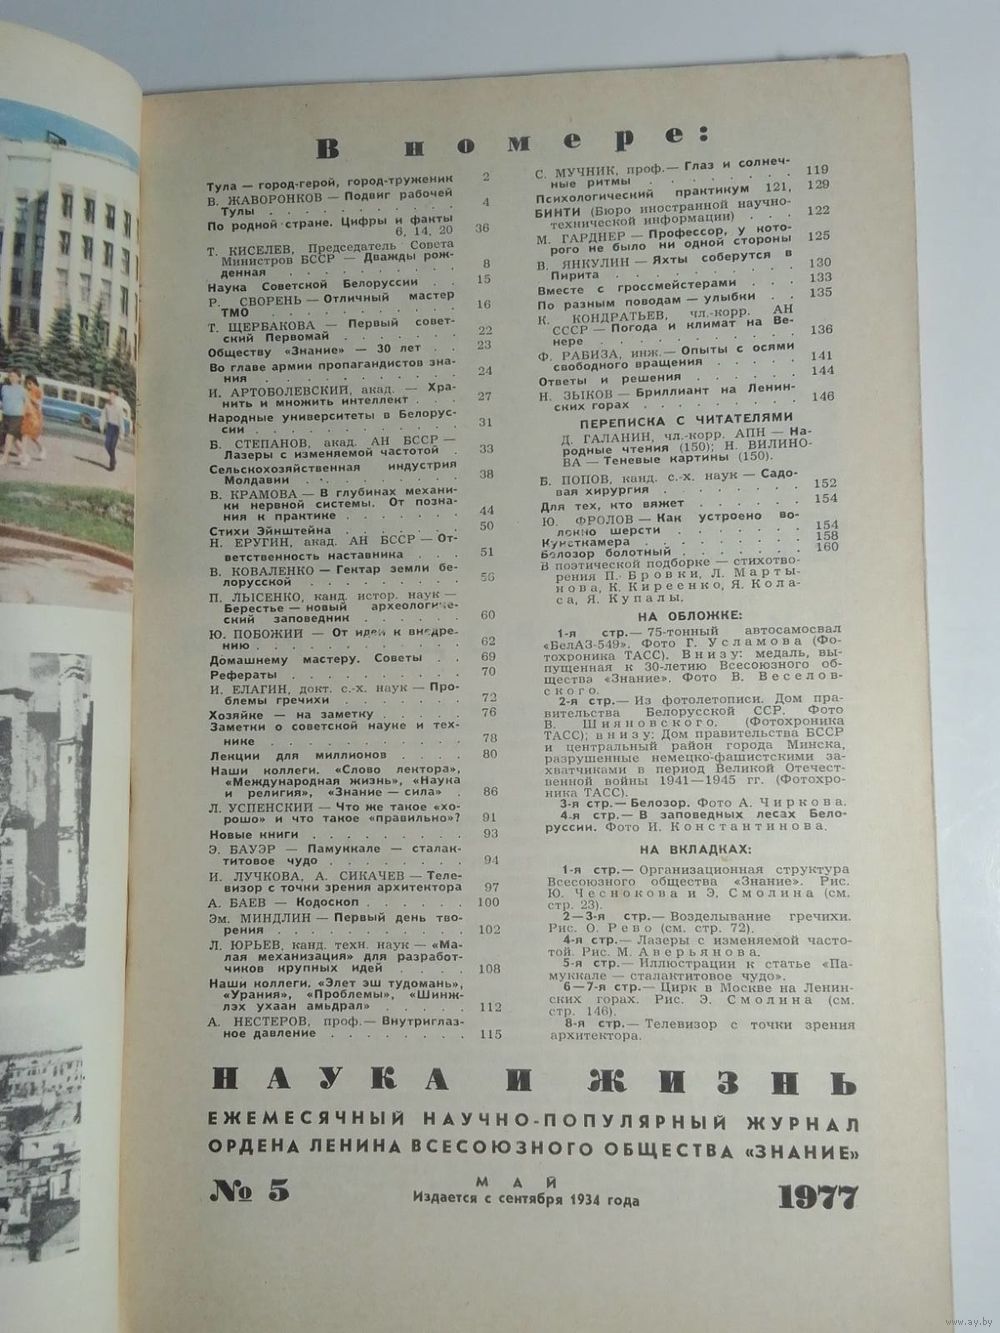 В номере:
Тула — город-герой, город-труженик 2
В. ЖАВОРОНКОВ — Подвиг рабочей
Тулы . . . . . . . . . . 4
По родной стране. Цифры и факты
6, 14, 20 36
Т. КИСЕЛЕВ, Председатель Совета
Министров БССР — Дважды рож-
денная . . . . . . . . . 8
Наука Советской Белоруссии . . 15
Р. СВОРЕНЬ — Отличный мастер
ТМО . . . . . . . . . . 16
Т. ЩЕРБАКОВА — Первый совет-
ский Первомай . . . . . . . 22
Обществу «Знание» — 30 лет . . 23
Во главе армии пропагандистов зна-
ния . . . . . . . . . . 24
И. АРТОБОЛЕВСКИЙ, акад. — Хра-
нить и множить интеллект . . . 27
Народные университеты в Белорус-
сии . . . . . . . . . . 31
Б. СТЕПАНОВ, акад. АН БССР —
Лазеры с изменяемой частотой . 33
Сельскохозяйственная индустрия
Молдавии . . . . . . . . 38
В. КРАМОВА — В глубинах механи-
ки нервной системы. От позна-
ния к практике . . . . . . . 44
Стихи Эйнштейна . . . . . . 50
Н. ЕРУГИН, акад. АН БССР — От-
ветственность наставника . . . 51
В. КОВАЛЕНКО — Гектар земли бе-
лорусской . . . . . . . . 56
П. ЛЫСЕНКО, канд. истор. наук —
Берестье — новый археологиче-
ский заповедник . . . . . . 60
Ю. ПОБОЖИЙ — От идеи к внедре-
нию . . . . . . . . . . 62
Домашнему мастеру. Советы . . 69
Рефераты . . . . . . . . . 70
И. ЕЛАГИН, докт. с.-х. наук — Про-
блемы гречихи . . . . . . . 72
Хозяйке — на заметку . . . . . 76
Заметки о советской науке и тех-
нике . . . . . . . . . . 78
Лекции для миллионов . . . . 80
Наши коллеги. «Слово лектора»,
«Международная жизнь», «Наука
и религия», «Знание — сила» . 86
Л. УСПЕНСКИЙ — Что же такое «хо-
рошо» и что такое «правильно»? 91
Новые книги . . . . . . . . 93
Э. БАУЭР — Памуккале — сталак-
титовое чудо . . . . . . . 94
И. ЛУЧКОВА, А. СИКАЧЕВ — Теле-
визор с точки зрения архитектора 97
А. БАЕВ — Кодоскоп . . . . . . 100
Эм. МИНДЛИН — Первый день тво-
рения . . . . . . . . . . 102
Л. ЮРЬЕВ, канд. техн. наук — «Ма-
лая механизация» для разработ-
чиков крупных идей . . . . 108
Наши коллеги. «Элет эш тудомань»,
«Урания», «Проблемы», «Шинж-
лэх ухаан амьдрал» . . . . . 112
А. НЕСТЕРОВ, проф.— Внутриглаз-
ное давление . . . . . . . . 115
С. МУЧНИК, проф.— Глаз и солнеч-
ные ритмы . . . . . . . . 119
Психологический практикум 121, 129
БИНТИ (Бюро иностранной научно-
технической информации) . . . 122
М. ГАРДНЕР — Профессор, у кото-
рого не было ни одной стороны 125
В. ЯНКУЛИН — Яхты соберутся в
Пирита . . . . . . . . . 130
Вместе с гроссмейстерами . . . 133
По разным поводам — улыбки . . 135
К. КОНДРАТЬЕВ, чл.-корр. АН
СССР — Погода и климат на Ве-
нере . . . . . . . . . . 136
Ф. РАБИЗА, инж.— Опыты с осями
свободного вращения . . . . . 141
Ответы и решения . . . . . . 144
Н. ЗЫКОВ — Бриллиант на Ленин-
ских горах . . . . . . . . 146
ПЕРЕПИСКА С ЧИТАТЕЛЯМИ
Д. ГАЛАНИН, чл.-корр. АПН — На-
родные чтения (150); Н. ВИЛИНО-
ВА — Теневые картины (150).
Б. ПОПОВ, канд. с.-х. наук — Садо-
вая хирургия . . . . . . . 152
Для тех, кто вяжет . . . . . . 154
Ю. ФРОЛОВ — Как устроено во-
локно шерсти . . . . . . . 154
Кунсткамера . . . . . . . . 158
Белозор болотный . . . . . . 160
В поэтической подборке — стихотво-
рения П. Бровки, Л. Марты-
нова, К. Киреенко, Я. Кола-
са, Я. Купалы.
НА ОБЛОЖКЕ:
1-я стр.— 75-тонный автосамосвал
«БелАЗ-549». Фото Г. Усламова (Фо-
тохроника ТАСС). Внизу: медаль, вы-
пущенная к 30-летию Всесоюзного об-
щества «Знание». Фото В. Веселов-
ского.
2-я стр.— Из фотолетописи. Дом пра-
вительства Белорусской ССР. Фото
В. Шияновского. (Фотохроника
ТАСС); внизу: Дом правительства БССР
и центральный район города Минска,
разрушенные немецко-фашистскими за-
хватчиками в период Великой Отечест-
венной войны 1941—1945 гг. (Фотохро-
ника ТАСС).
3-я стр.— Белозор. Фото А. Чиркова.
4-я стр.— В заповедных лесах Бело-
руссии. Фото И. Константинова.
НА ВКЛАДКАХ:
1-я стр.— Организационная структура
Всесоюзного общества «Знание». Рис.
Ю. Чеснокова и Э. Смолина (см.
стр. 23).
2—3-я стр.— Возделывание гречихи.
Рис. О. Рево (см. стр. 72).
4-я стр.— Лазеры с изменяемой часто-
той. Рис. М. Аверьянова.
5-я стр.— Иллюстрации к статье «Па-
муккале — сталактитовое чудо».
6—7-я стр.— Цирк в Москве на Ленин-
ских горах. Рис. Э. Смолина (см.
стр. 146).
8-я стр.— Телевизор с точки зрения
архитектора.
НАУКА И ЖИЗНЬ
ЕЖЕМЕСЯЧНЫЙ НАУЧНО-ПОПУЛЯРНЫЙ ЖУРНАЛ
ОРДЕНА ЛЕНИНА ВСЕСОЮЗНОГО ОБЩЕСТВА «ЗНАНИЕ»
№ 5
МАЙ
Издается с сентября 1934 года
1977
www.ay.by